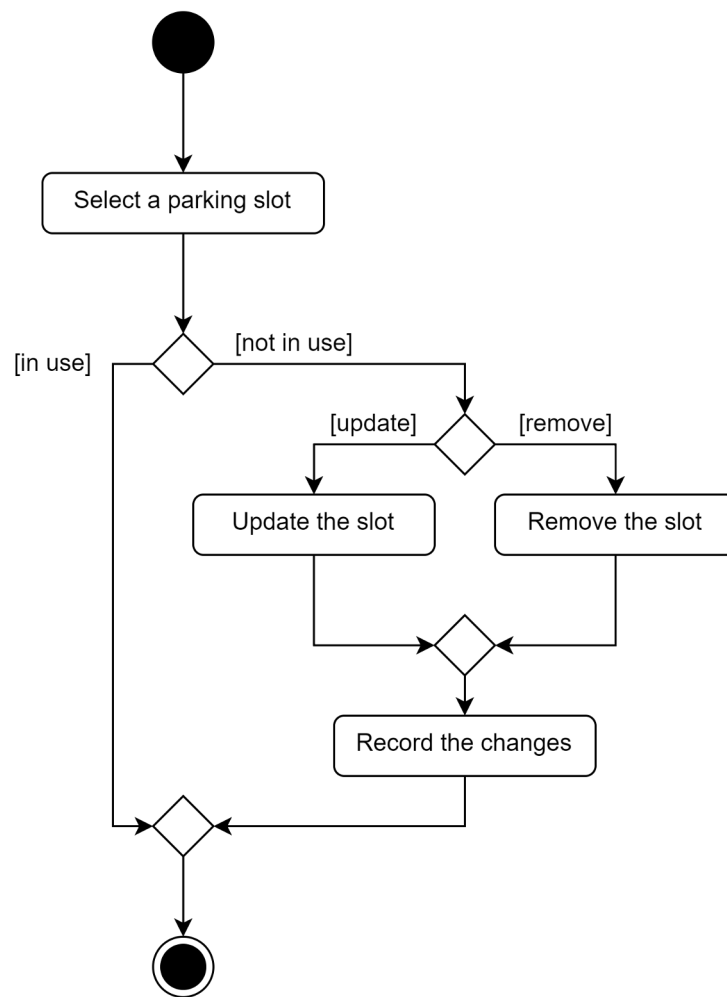 Select a parking slot
[in use]
[not in use]
[update]
[remove]
Update the slot
Remove the slot
Record the changes